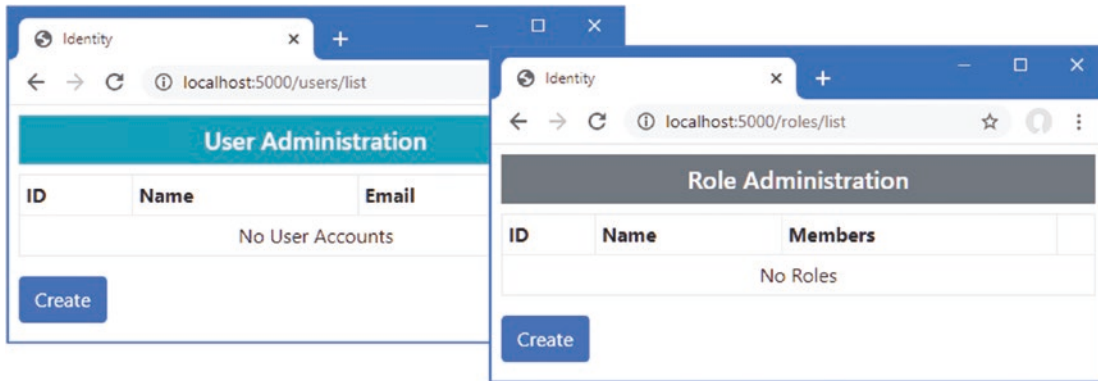 Identity
localhost:5000/users/list
User Administration
ID Name Email
No User Accounts
Create
Identity
localhost:5000/roles/list
Role Administration
ID Name Members
No Roles
Create